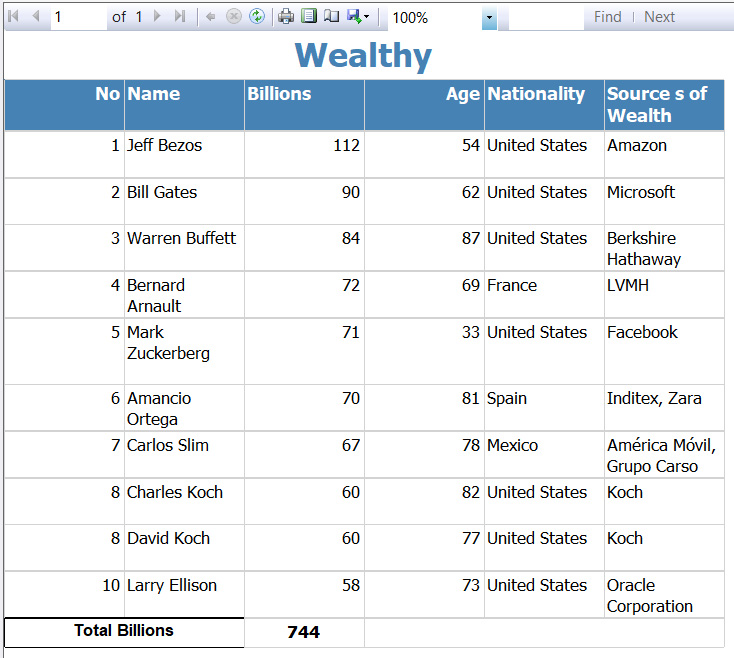 1 of 1 100% Find Next
Wealthy
No Name Billions Age Nationality Source s of
Wealth
1 Jeff Bezos 112 54 United States Amazon
2 Bill Gates 90 62 United States Microsoft
3 Warren Buffett 84 87 United States Berkshire
Hathaway
4 Bernard 72 69 France LVMH
Arnault
5 Mark 71 33 United States Facebook
Zuckerberg
6 Amancio 70 81 Spain Inditex, Zara
Ortega
7 Carlos Slim 67 78 Mexico América Móvil,
Grupo Carso
8 Charles Koch 60 82 United States Koch
8 David Koch 60 77 United States Koch
10 Larry Ellison 58 73 United States Oracle
Corporation
Total Billions 744